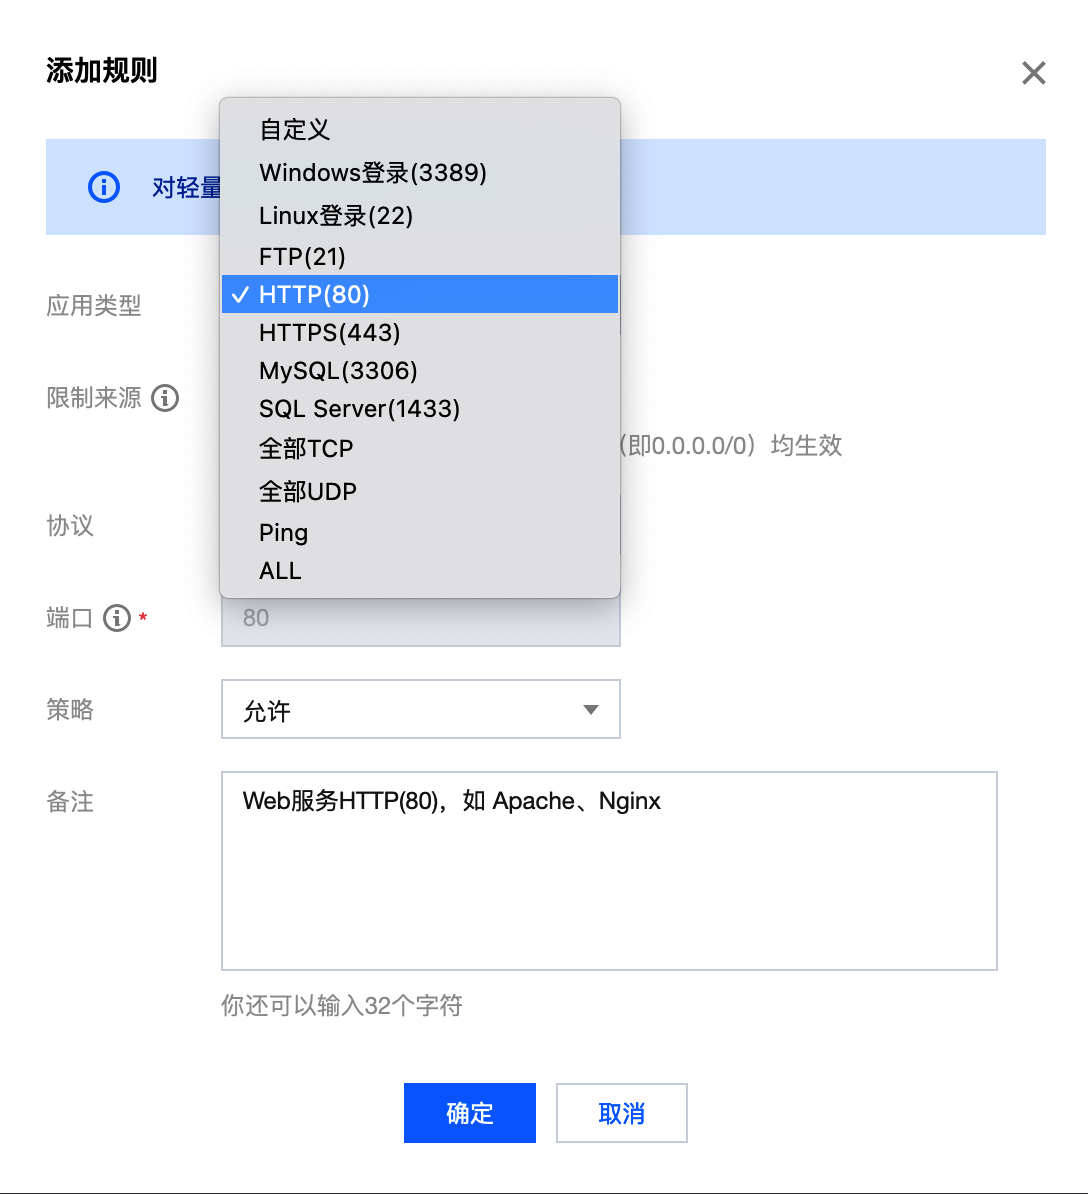 添加规则
自定义
Windows登录(3389)
对轻量
Linux登录(22)
FTP(21)
应用类型
HTTP(80)
HTTPS(443)
MySQL(3306)
限制来源
SQL Server(1433)
全部TCP
（即0.0.0.0/0）均生效
全部UDP
协议
Ping
ALL
端口 *
80
策略
允许
备注
Web服务HTTP(80)，如 Apache、Nginx
你还可以输入32个字符
确定
取消